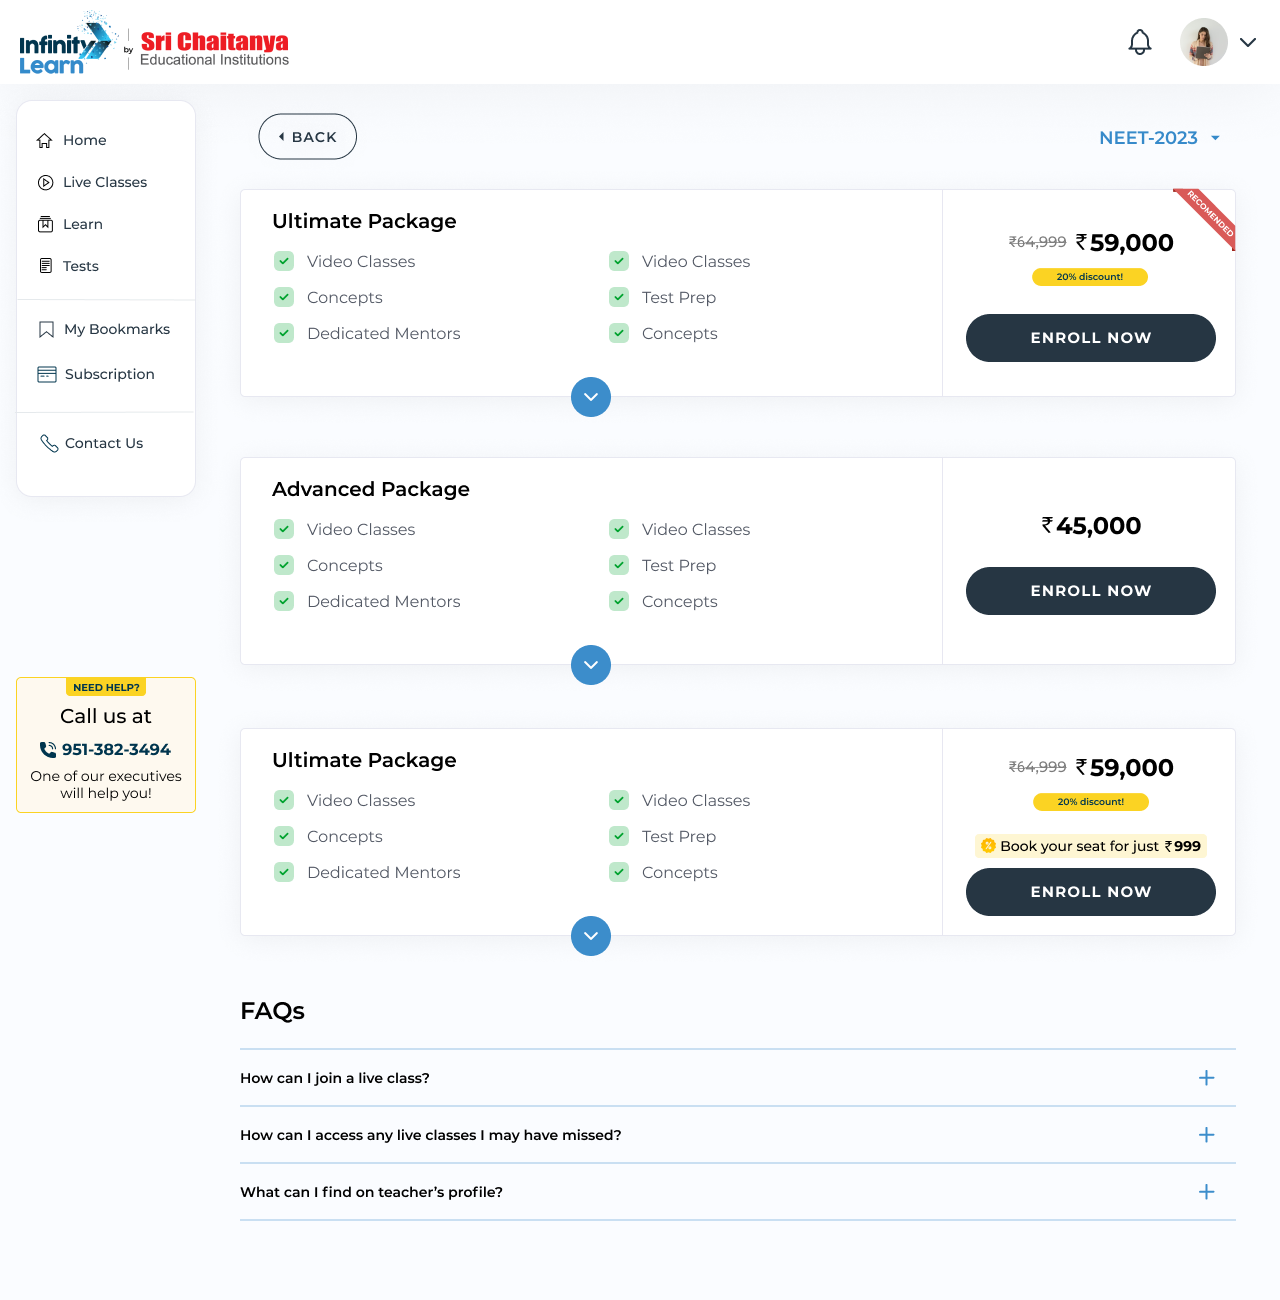 Infinity
Learn
by
Sri Chaitanya
Educational Institutions
Home
Live Classes
Learn
Tests
My Bookmarks
Subscription
Contact Us
NEED HELP?
Call us at
951-382-3494
One of our executives
will help you!
BACK
NEET-2023
Ultimate Package
Video Classes
Video Classes
Concepts
Test Prep
Dedicated Mentors
Concepts
RECOMENDED
₹64,999 ₹59,000
20% discount!
ENROLL NOW
Advanced Package
Video Classes
Video Classes
Concepts
Test Prep
Dedicated Mentors
Concepts
₹45,000
ENROLL NOW
Ultimate Package
Video Classes
Video Classes
Concepts
Test Prep
Dedicated Mentors
Concepts
₹64,999 ₹59,000
20% discount!
Book your seat for just ₹999
ENROLL NOW
FAQs
How can I join a live class?
How can I access any live classes I may have missed?
What can I find on teacher’s profile?